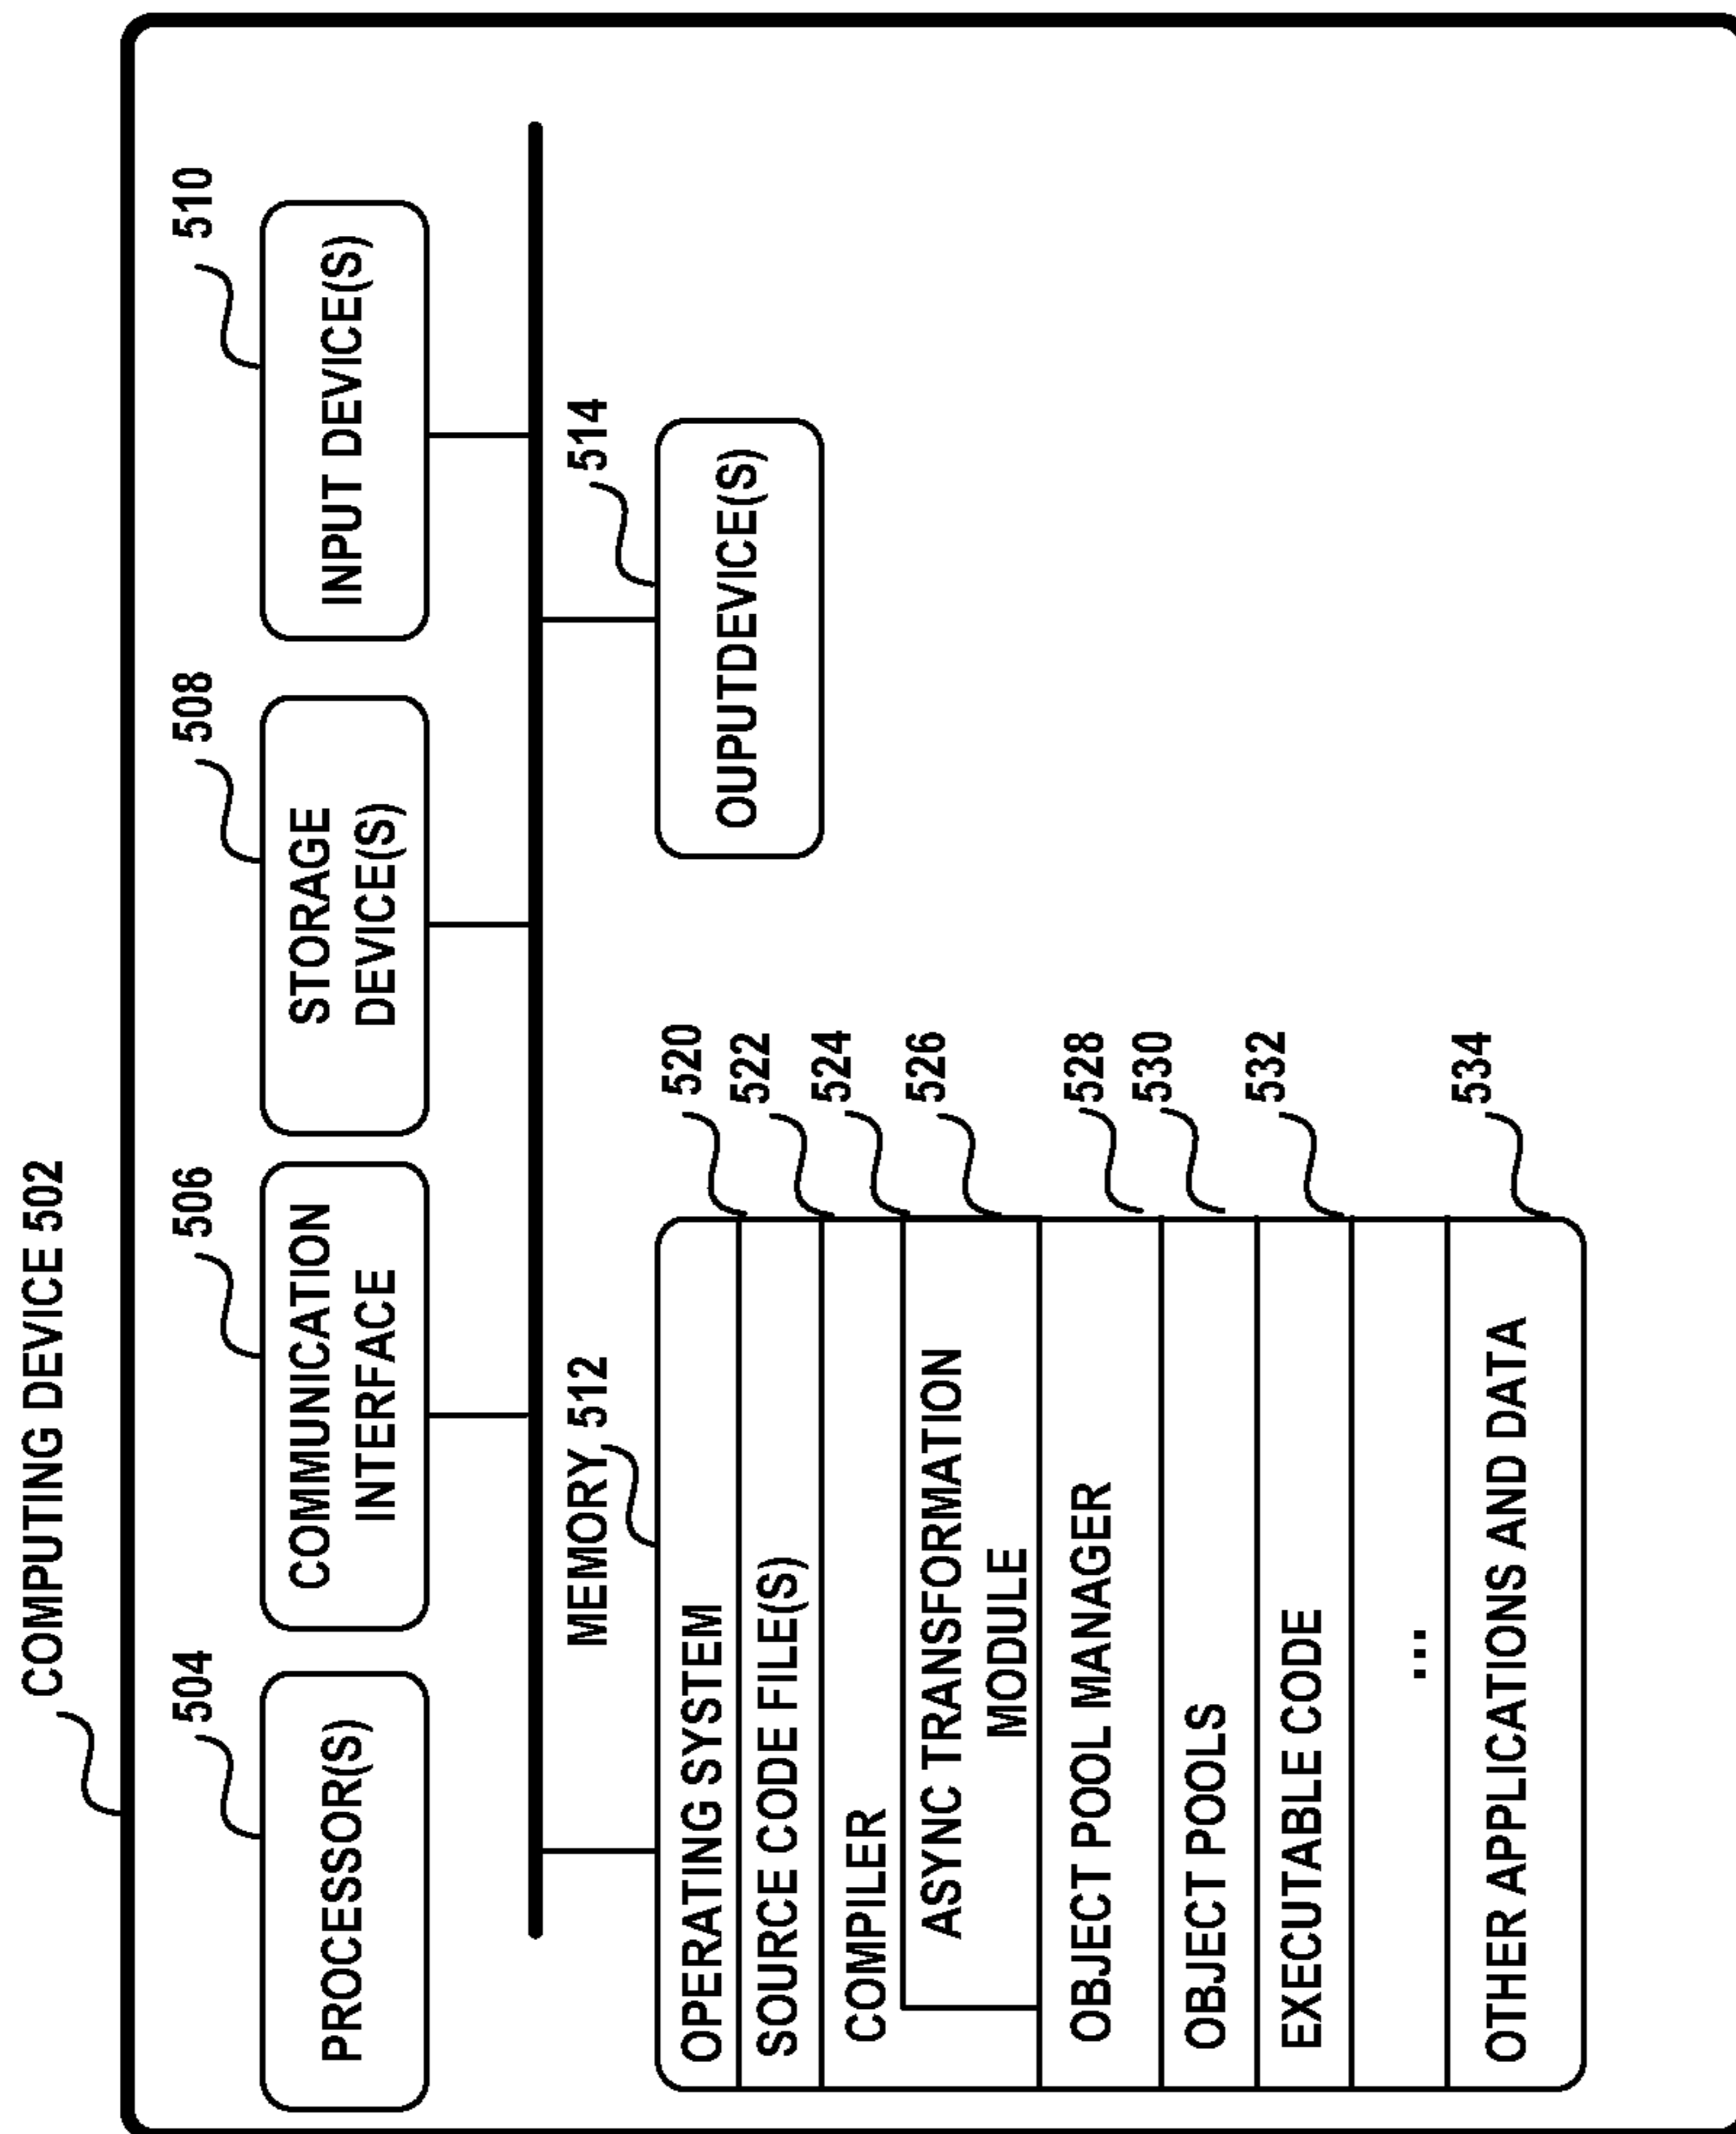 COMPUTING DEVICE 502
504
506
508
510
PROCESSOR(S)
COMMUNICATION
INTERFACE
STORAGE
DEVICE(S)
INPUT DEVICE(S)
MEMORY, 512
514
OUPUTDEVICE(S)
OPERATING SYSTEM
520
SOURCE CODE FILE(S)
522
COMPILER
524
ASYNC TRANSFORMATION
MODULE
526
OBJECT POOL MANAGER
528
OBJECT POOLS
530
EXECUTABLE CODE
532
...
OTHER APPLICATIONS AND DATA
534